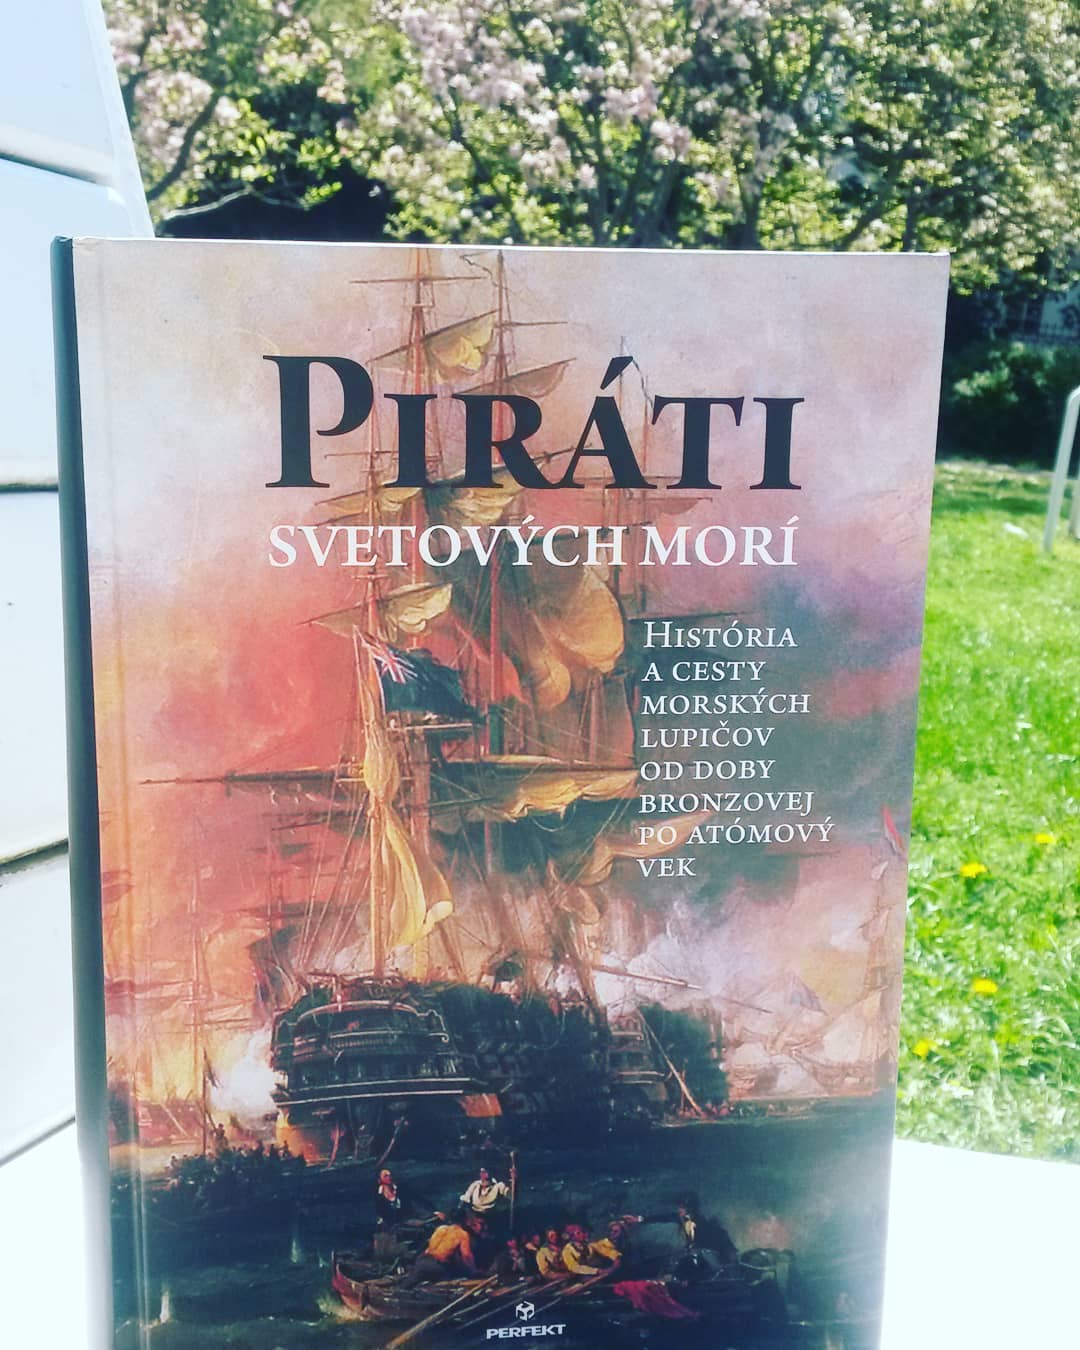 PIRÁTI
SVETOVÝCH MORÍ
HISTÓRIA
A CESTY
MORSKÝCH
LUPIČOV
OD DOBY
BRONZOVEJ
PO ATÓMOVÝ
VEK
PERFEKT